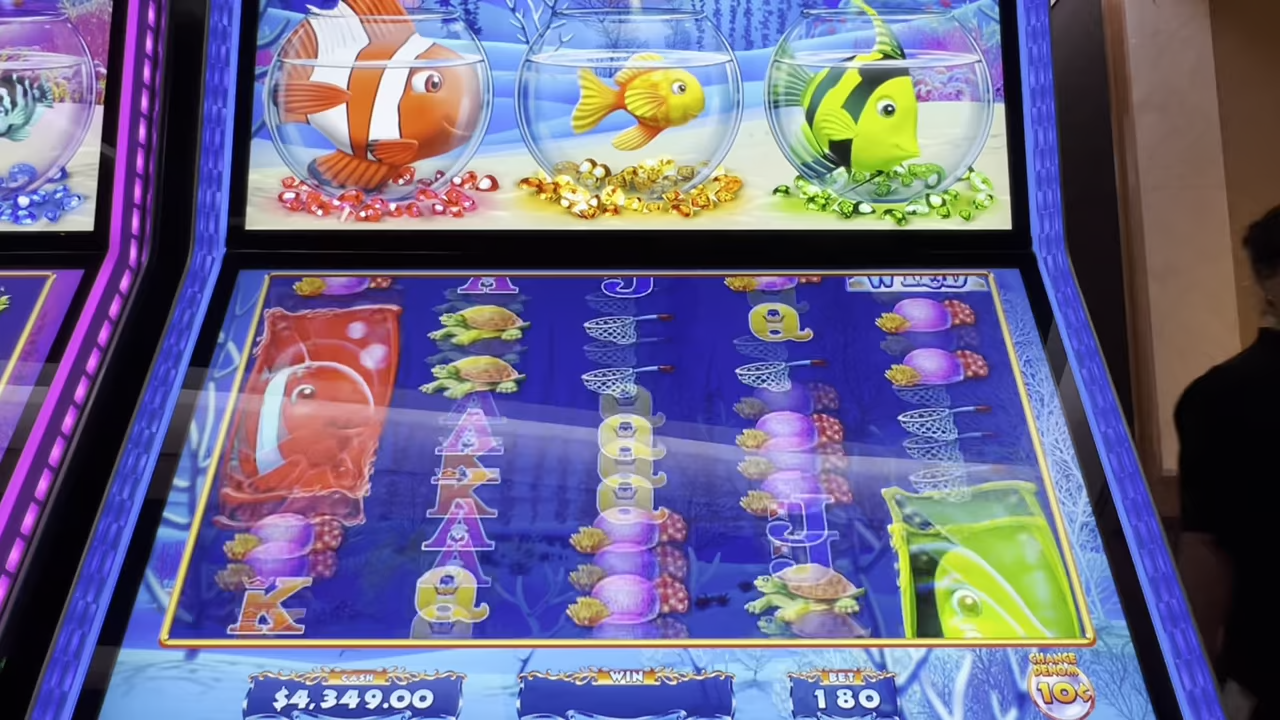 A J WILD
Q
A
K Q
A Q J
K Q
CASH WIN BET CHANGE
DENOM
$4,349.00 180 10¢